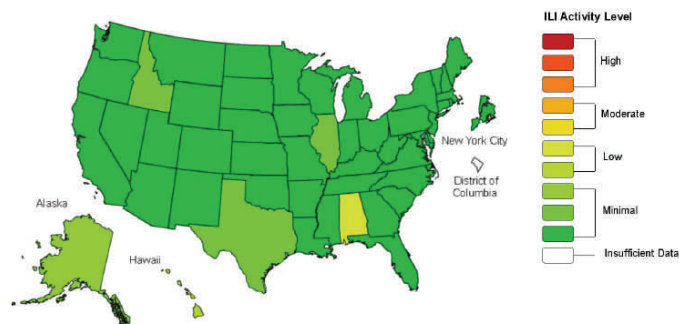 ILI Activity Level
High
Moderate
Low
Minimal
Insufficient Data
New York City
District of
Columbia
Alaska
Hawaii